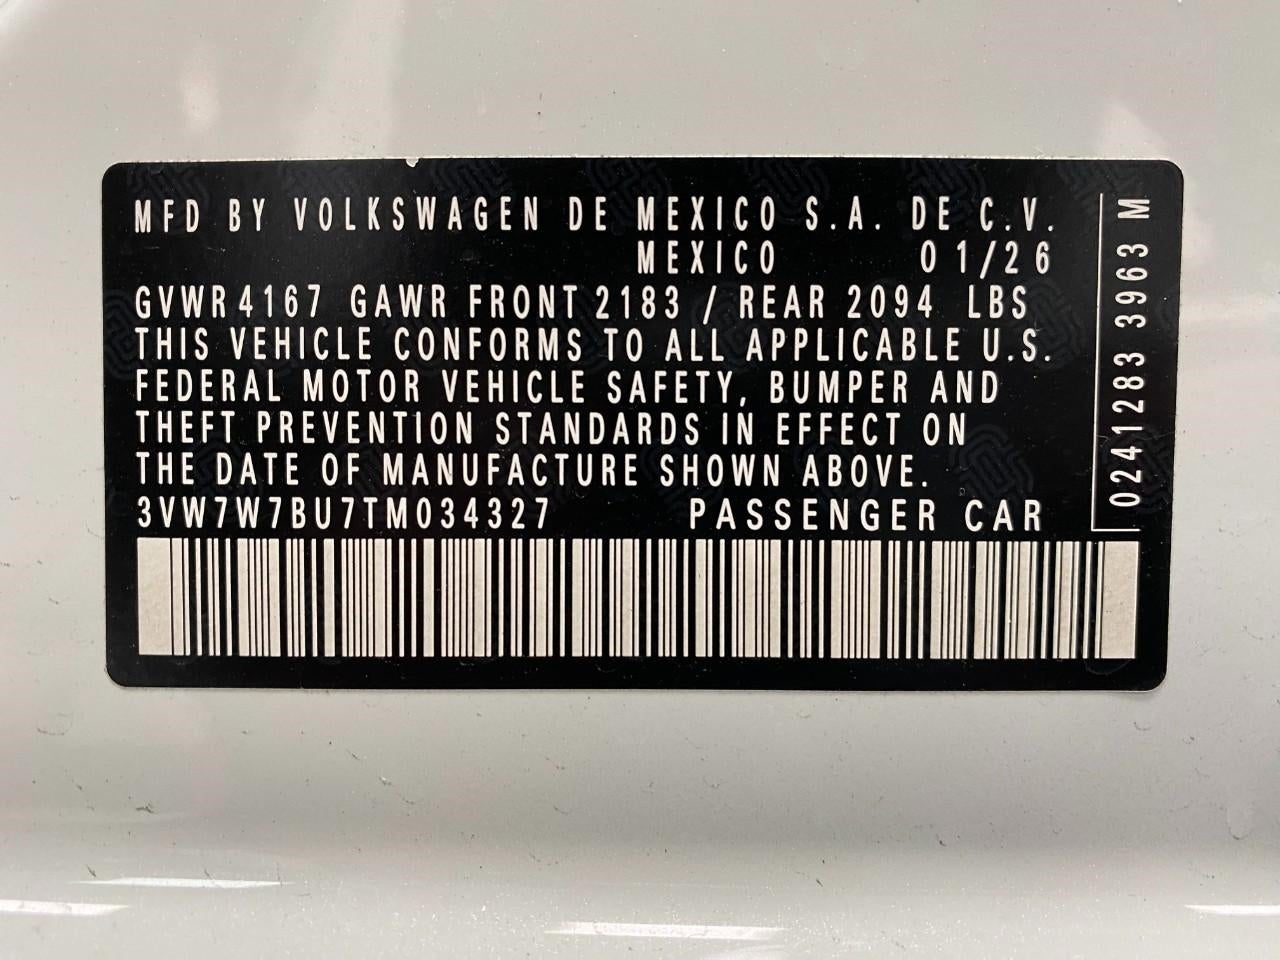 MFD BY VOLKSWAGEN DE MEXICO S.A. DE C.V.
MEXICO 01/26
GVWR 4167 GAWR FRONT 2183 / REAR 2094 LBS
THIS VEHICLE CONFORMS TO ALL APPLICABLE U.S.
FEDERAL MOTOR VEHICLE SAFETY, BUMPER AND
THEFT PREVENTION STANDARDS IN EFFECT ON
THE DATE OF MANUFACTURE SHOWN ABOVE.
3VW7W7BU7TM034327 PASSENGER CAR
0241283 3963 M